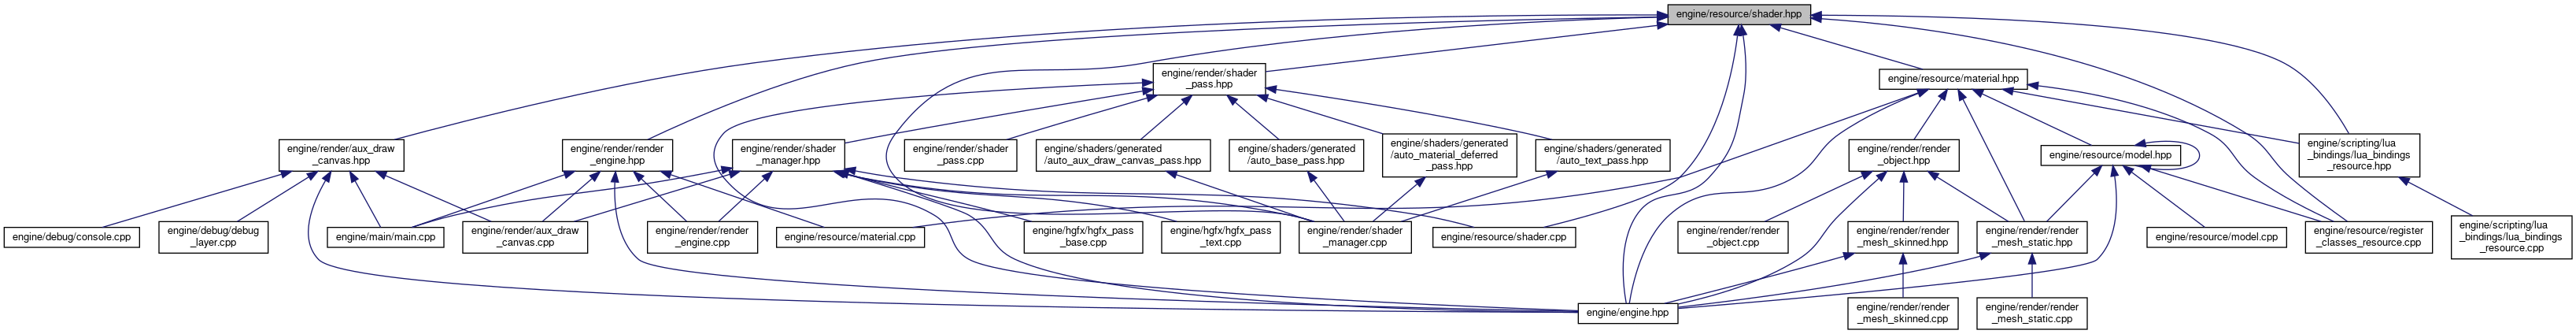 engine/resource/shader.hpp
engine/render/shader
_pass.hpp
engine/resource/material.hpp
engine/render/aux_draw
_canvas.hpp
engine/render/render
_engine.hpp
engine/render/shader
_manager.hpp
engine/render/shader
_pass.cpp
engine/shaders/generated
/auto_aux_draw_canvas_pass.hpp
engine/shaders/generated
/auto_base_pass.hpp
engine/shaders/generated
/auto_material_deferred
_pass.hpp
engine/shaders/generated
/auto_text_pass.hpp
engine/render/render
_object.hpp
engine/resource/model.hpp
engine/scripting/lua
_bindings/lua_bindings
_resource.hpp
engine/debug/console.cpp
engine/debug/debug
_layer.cpp
engine/main/main.cpp
engine/render/aux_draw
_canvas.cpp
engine/render/render
_engine.cpp
engine/resource/material.cpp
engine/hgfx/hgfx_pass
_base.cpp
engine/hgfx/hgfx_pass
_text.cpp
engine/render/shader
_manager.cpp
engine/resource/shader.cpp
engine/render/render
_object.cpp
engine/render/render
_mesh_skinned.hpp
engine/render/render
_mesh_static.hpp
engine/resource/model.cpp
engine/resource/register
_classes_resource.cpp
engine/scripting/lua
_bindings/lua_bindings
_resource.cpp
engine/engine.hpp
engine/render/render
_mesh_skinned.cpp
engine/render/render
_mesh_static.cpp